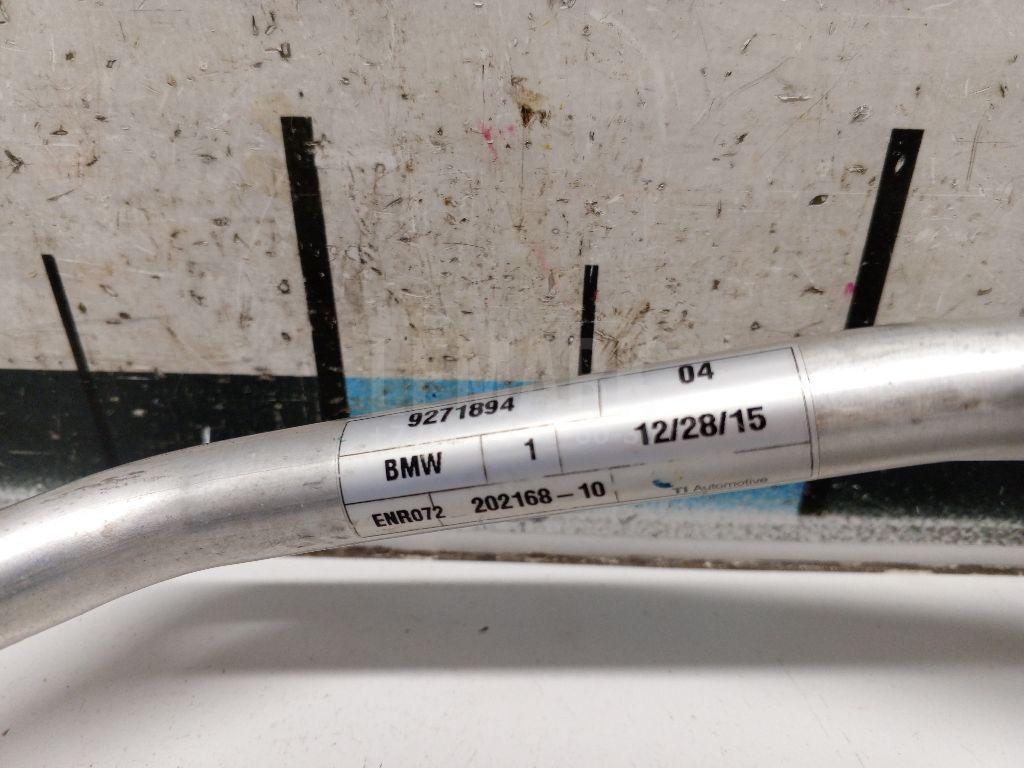 9271894 04
BMW 1 12/28/15
ENR072 202168-10 TI Automotive